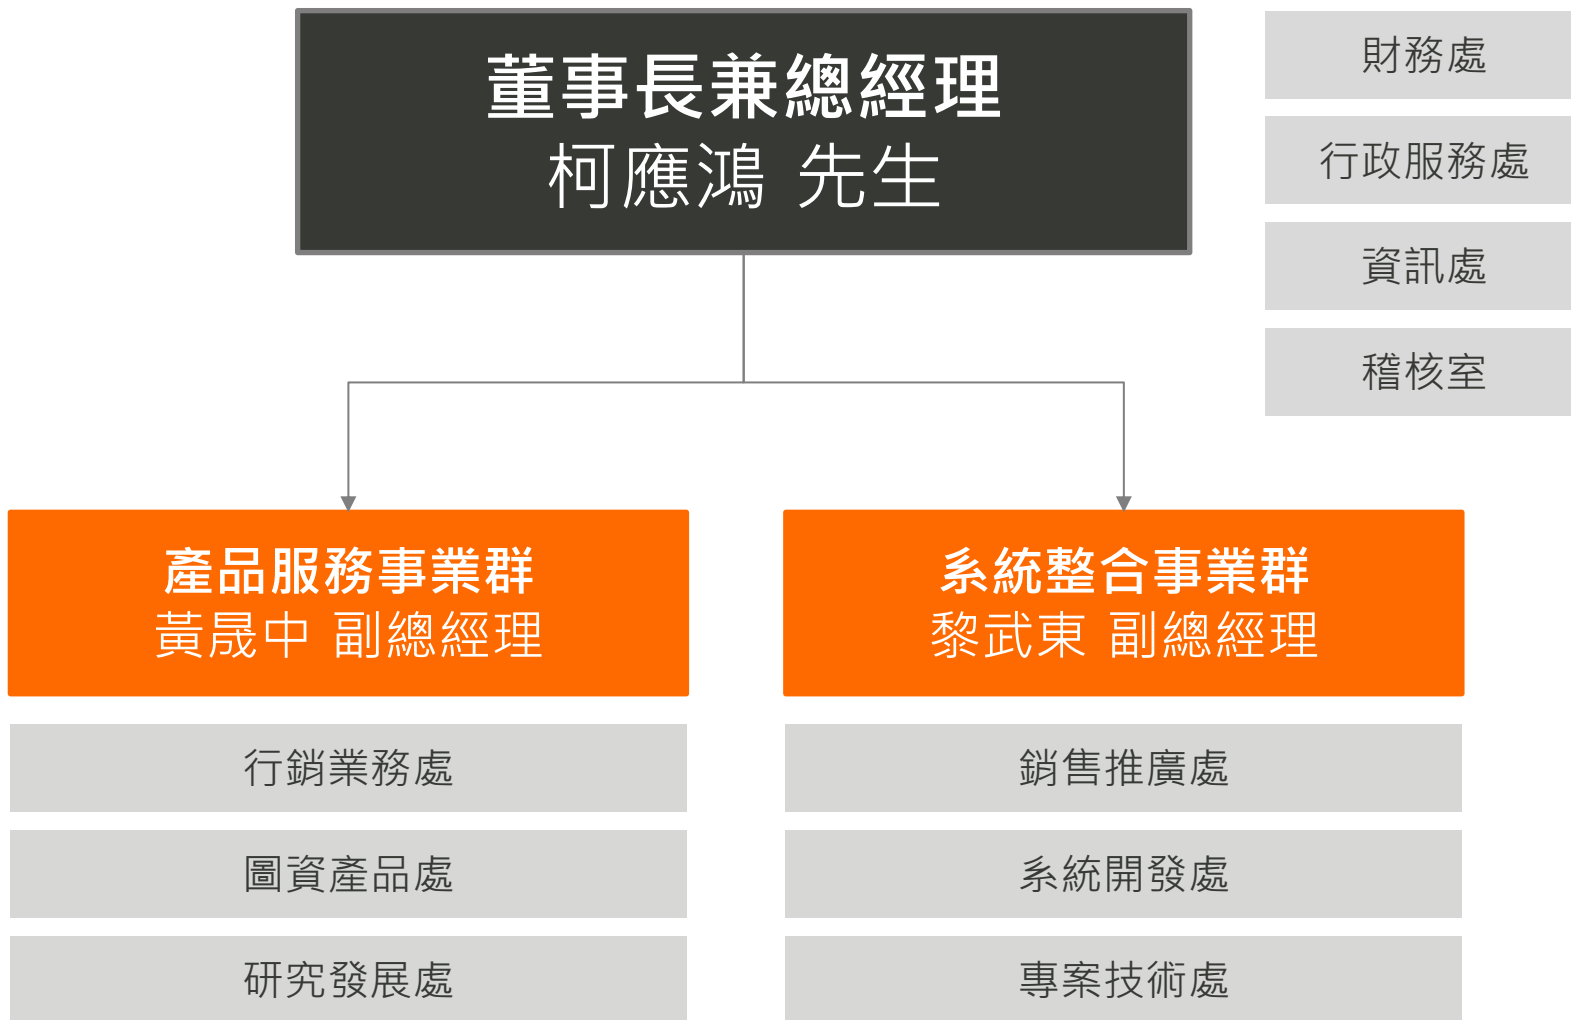 董事長兼總經理
柯應鴻 先生
財務處
行政服務處
資訊處
稽核室
產品服務事業群
黃晟中 副總經理
行銷業務處
圖資產品處
研究發展處
系統整合事業群
黎武東 副總經理
銷售推廣處
系統開發處
專案技術處